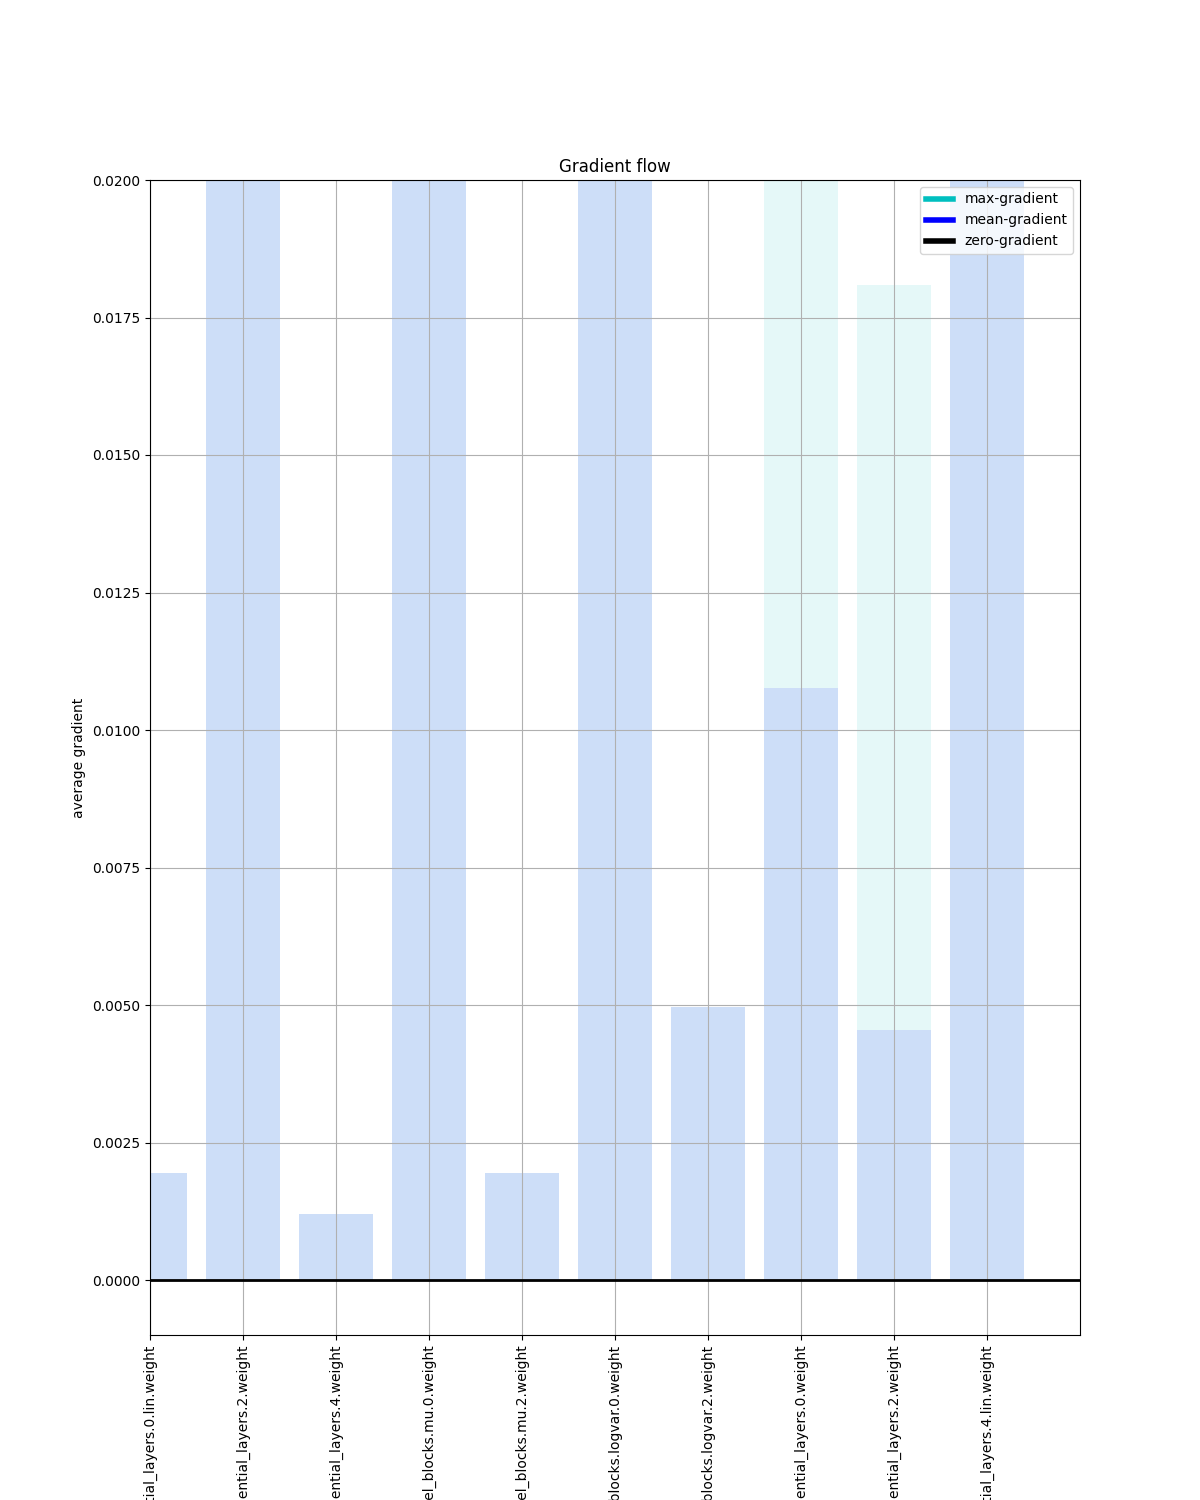 Gradient flow
max-gradient
mean-gradient
zero-gradient
0.0200
0.0175
0.0150
0.0125
0.0100
0.0075
0.0050
0.0025
0.0000
average gradient
tial_layers.0.lin.weight
ential_layers.2.weight
ential_layers.4.weight
el_blocks.mu.0.weight
el_blocks.mu.2.weight
blocks.logvar.0.weight
blocks.logvar.2.weight
ential_layers.0.weight
ential_layers.2.weight
tial_layers.4.lin.weight